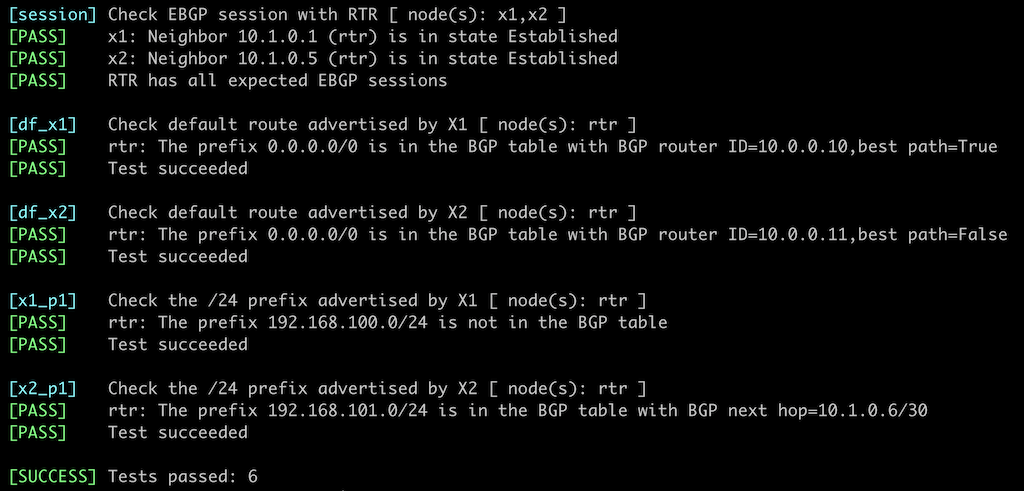 [session] Check EBGP session with RTR [ node(s): x1,x2 ]
[PASS] x1: Neighbor 10.1.0.1 (rtr) is in state Established
[PASS] x2: Neighbor 10.1.0.5 (rtr) is in state Established
[PASS] RTR has all expected EBGP sessions
[df_x1] Check default route advertised by X1 [ node(s): rtr ]
[PASS] rtr: The prefix 0.0.0.0/0 is in the BGP table with BGP router ID=10.0.0.10,best path=True
[PASS] Test succeeded
[df_x2] Check default route advertised by X2 [ node(s): rtr ]
[PASS] rtr: The prefix 0.0.0.0/0 is in the BGP table with BGP router ID=10.0.0.11,best path=False
[PASS] Test succeeded
[x1_p1] Check the /24 prefix advertised by X1 [ node(s): rtr ]
[PASS] rtr: The prefix 192.168.100.0/24 is not in the BGP table
[PASS] Test succeeded
[x2_p1] Check the /24 prefix advertised by X2 [ node(s): rtr ]
[PASS] rtr: The prefix 192.168.101.0/24 is in the BGP table with BGP next hop=10.1.0.6/30
[PASS] Test succeeded
[SUCCESS] Tests passed: 6